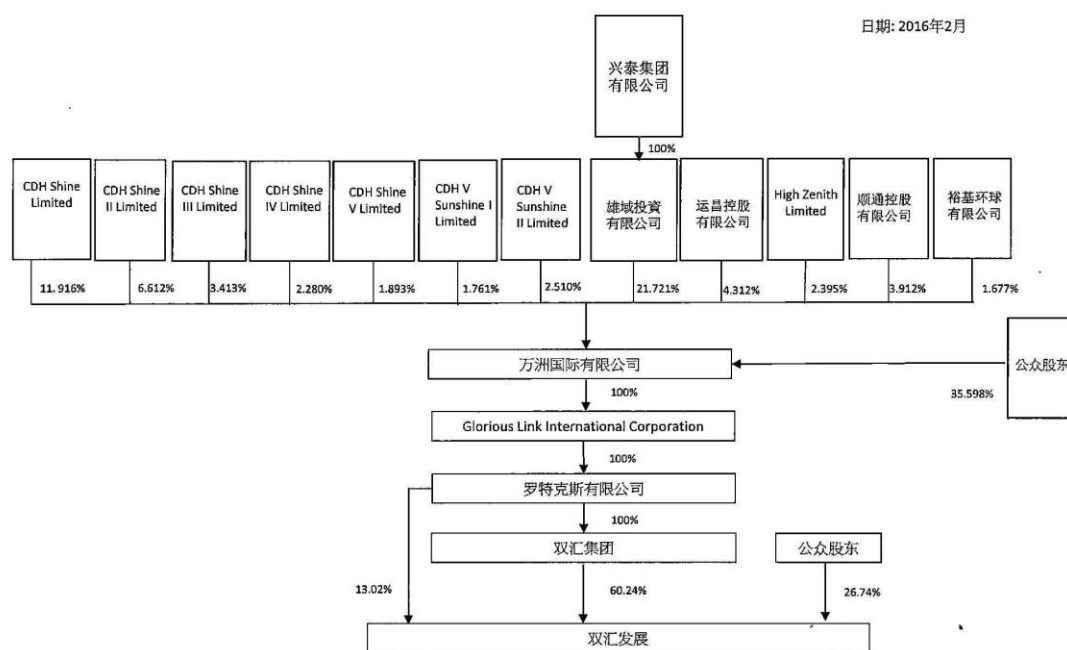 日期: 2016年2月
兴泰集团
有限公司
100%
CDH Shine
Limited
CDH Shine
II Limited
CDH Shine
III Limited
CDH Shine
IV Limited
CDH Shine
V Limited
CDH V
Sunshine I
Limited
CDH V
Sunshine
II Limited
雄域投資
有限公司
运昌控股
有限公司
High Zenith
Limited
顺通控股
有限公司
裕基环球
有限公司
11.916%
6.612%
3.413%
2.280%
1.893%
1.761%
2.510%
21.721%
4.312%
2.395%
3.912%
1.677%
万洲国际有限公司
公众股东
35.598%
100%
Glorious Link International Corporation
100%
罗特克斯有限公司
100%
双汇集团
公众股东
13.02%
60.24%
26.74%
双汇发展